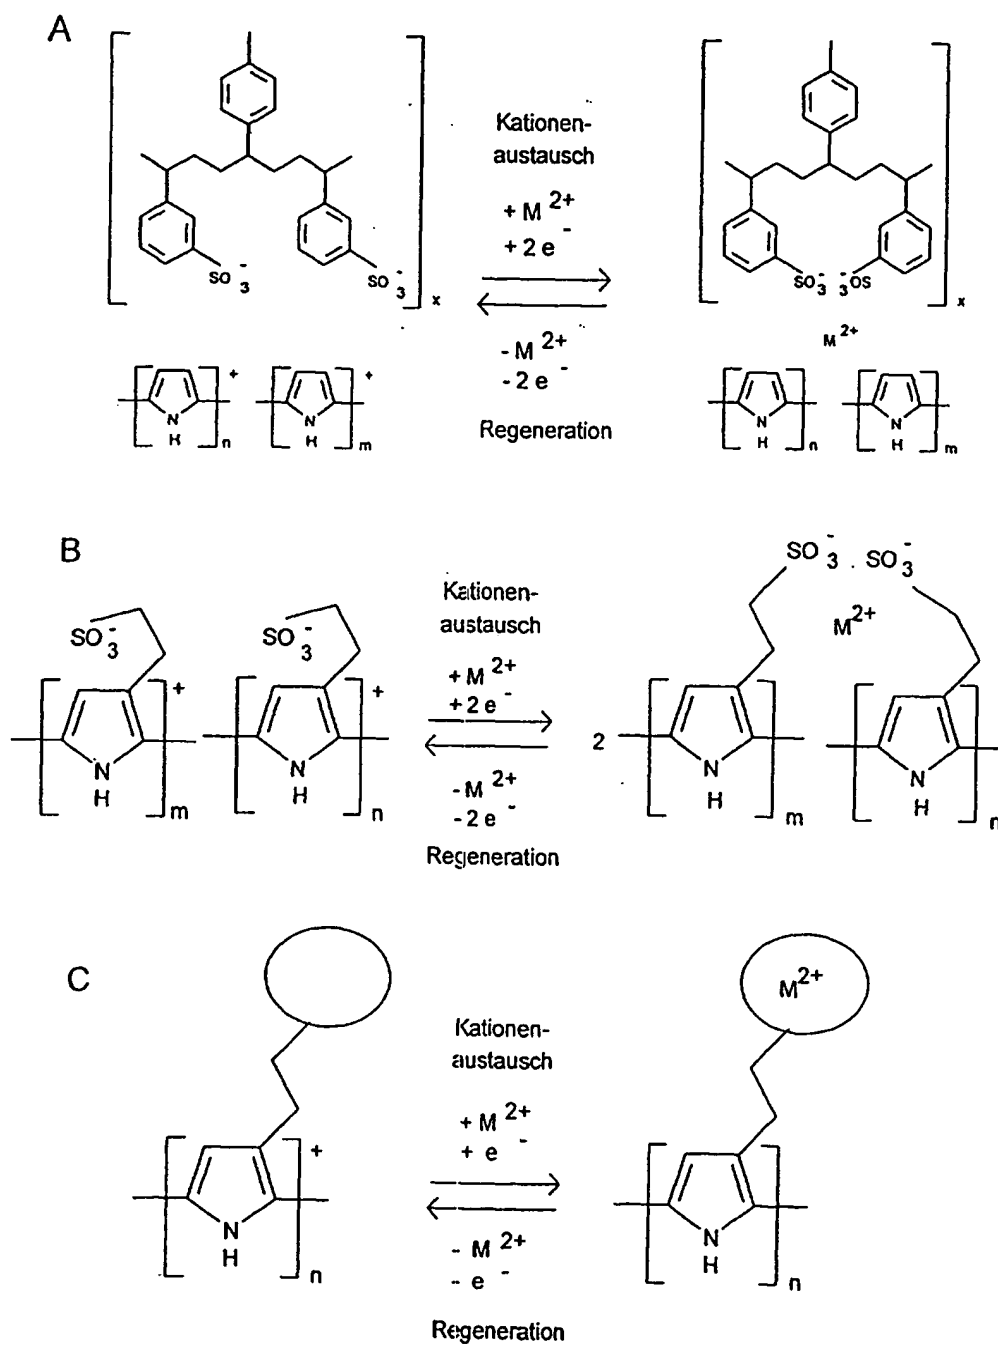 A
Kationen-
austausch
+ M 2+
+ 2 e -
- M 2+
- 2 e -
Regeneration
SO 3 -
SO 3 -
x
SO 3 - 3 - OS
x
M 2+
N
H
n
+
N
H
m
+
N
H
n
N
H
m
B
Kationen-
austausch
+ M 2+
+ 2 e -
- M 2+
- 2 e -
Regeneration
SO 3 -
SO 3 -
+
N
H
m
+
N
H
n
SO 3 - . SO 3 -
M 2+
2
N
H
m
N
H
n
C
Kationen-
austausch
+ M 2+
+ e -
- M 2+
- e -
Regeneration
+
N
H
n
M 2+
N
H
n